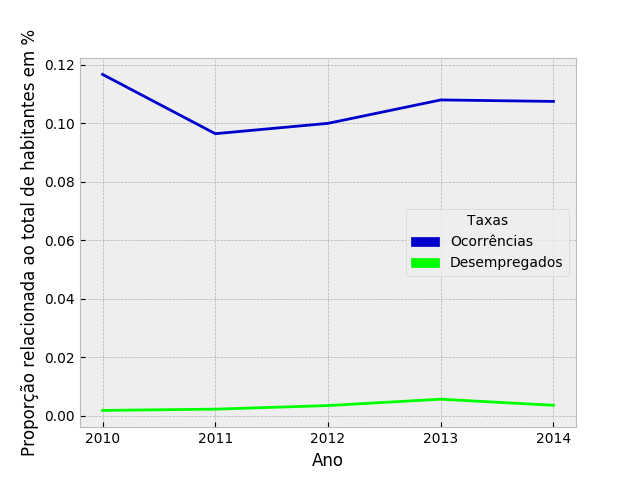 Proporção relacionada ao total de habitantes em %
0.12
0.10
0.08
0.06
0.04
0.02
0.00
Taxas
Ocorrências
Desempregados
2010 2011 2012 2013 2014
Ano